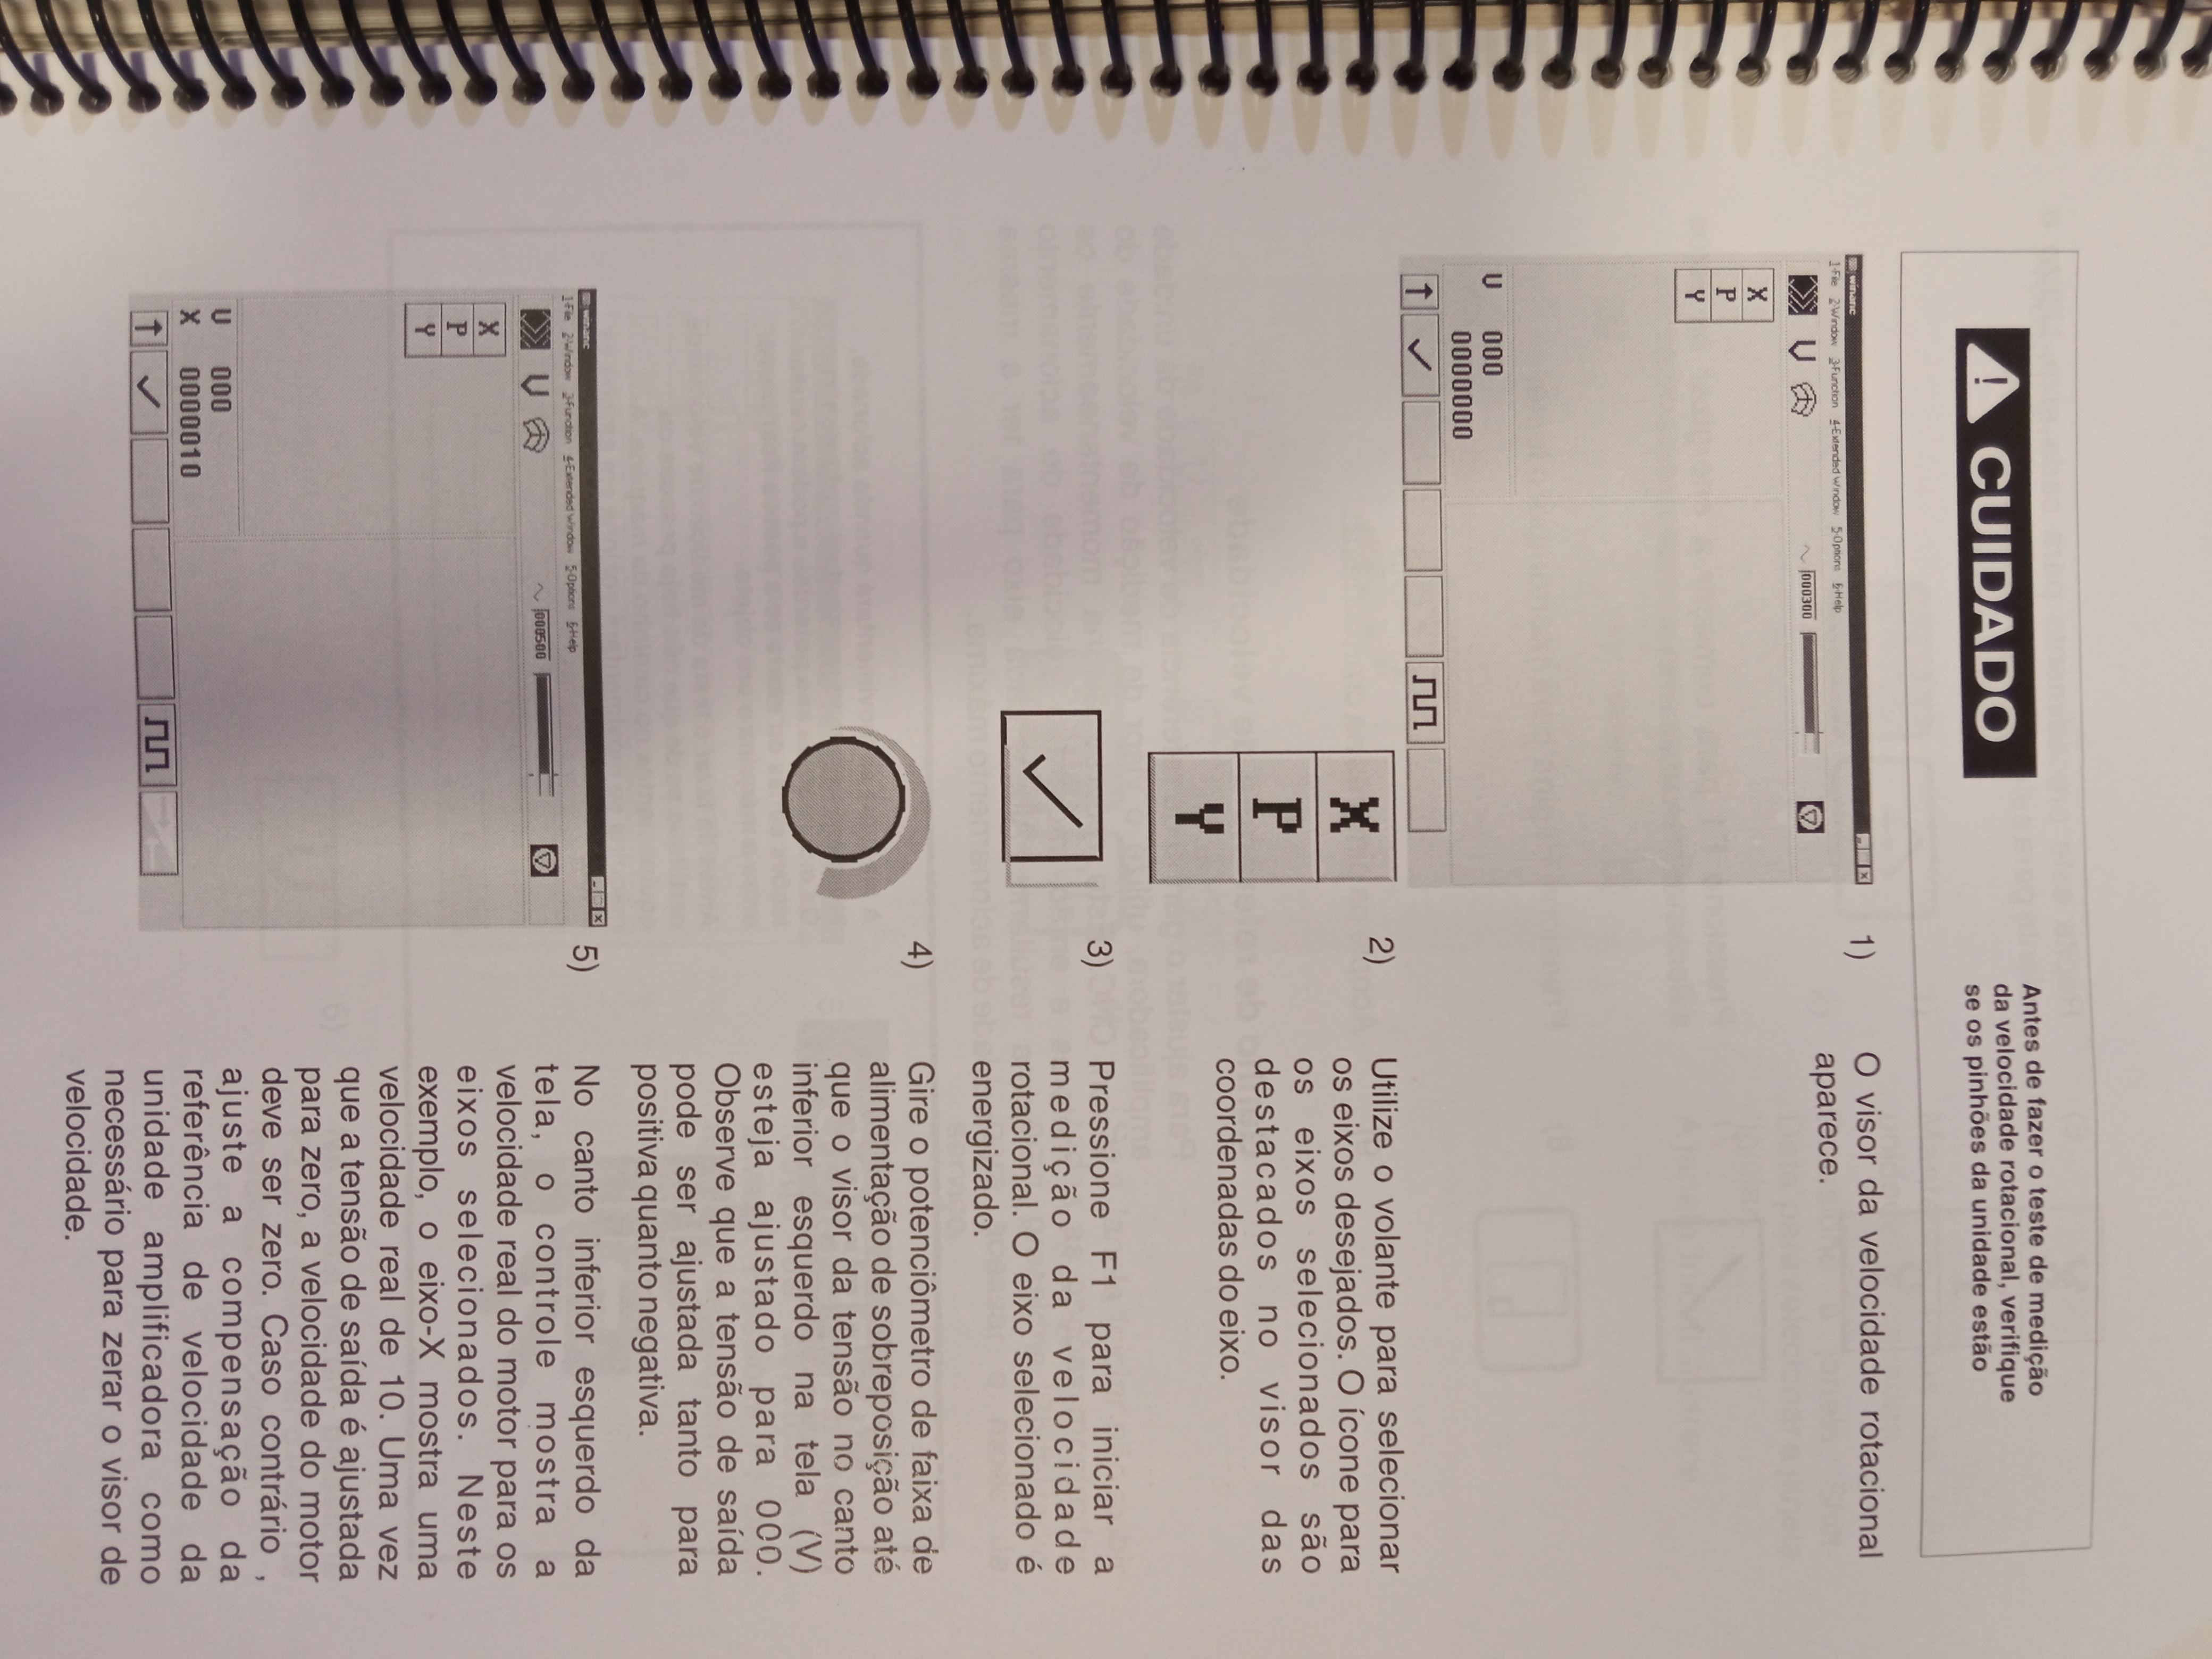 CUIDADO
Antes de fazer o teste de medição
da velocidade rotacional, verifique
se os pinhões da unidade estão
winanc
1-File 2-Window 3-Function 4-Extended Window 5-Options 6-Help
000300
X
P
Y
V 000
0000000
1) O visor da velocidade rotacional
aparece.
X
P
Y
2) Utilize o volante para selecionar
os eixos desejados. O ícone para
os eixos selecionados são
destacados no visor das
coordenadas do eixo.
3) Pressione F1 para iniciar a
medição da velocidade
rotacional. O eixo selecionado é
energizado.
4) Gire o potenciômetro de faixa de
alimentação de sobreposição até
que o visor da tensão no canto
inferior esquerdo na tela (V)
esteja ajustado para 000.
Observe que a tensão de saída
pode ser ajustada tanto para
positiva quanto negativa.
winanc
1-File 2-Window 3-Function 4-Extended Window 5-Options 6-Help
000500
X
P
Y
V 000
X 0000010
5) No canto inferior esquerdo da
tela, o controle mostra a
velocidade real do motor para os
eixos selecionados. Neste
exemplo, o eixo-X mostra uma
velocidade real de 10. Uma vez
que a tensão de saída é ajustada
para zero, a velocidade do motor
deve ser zero. Caso contrário ,
ajuste a compensação da
referência de velocidade da
unidade amplificadora como
necessário para zerar o visor de
velocidade.